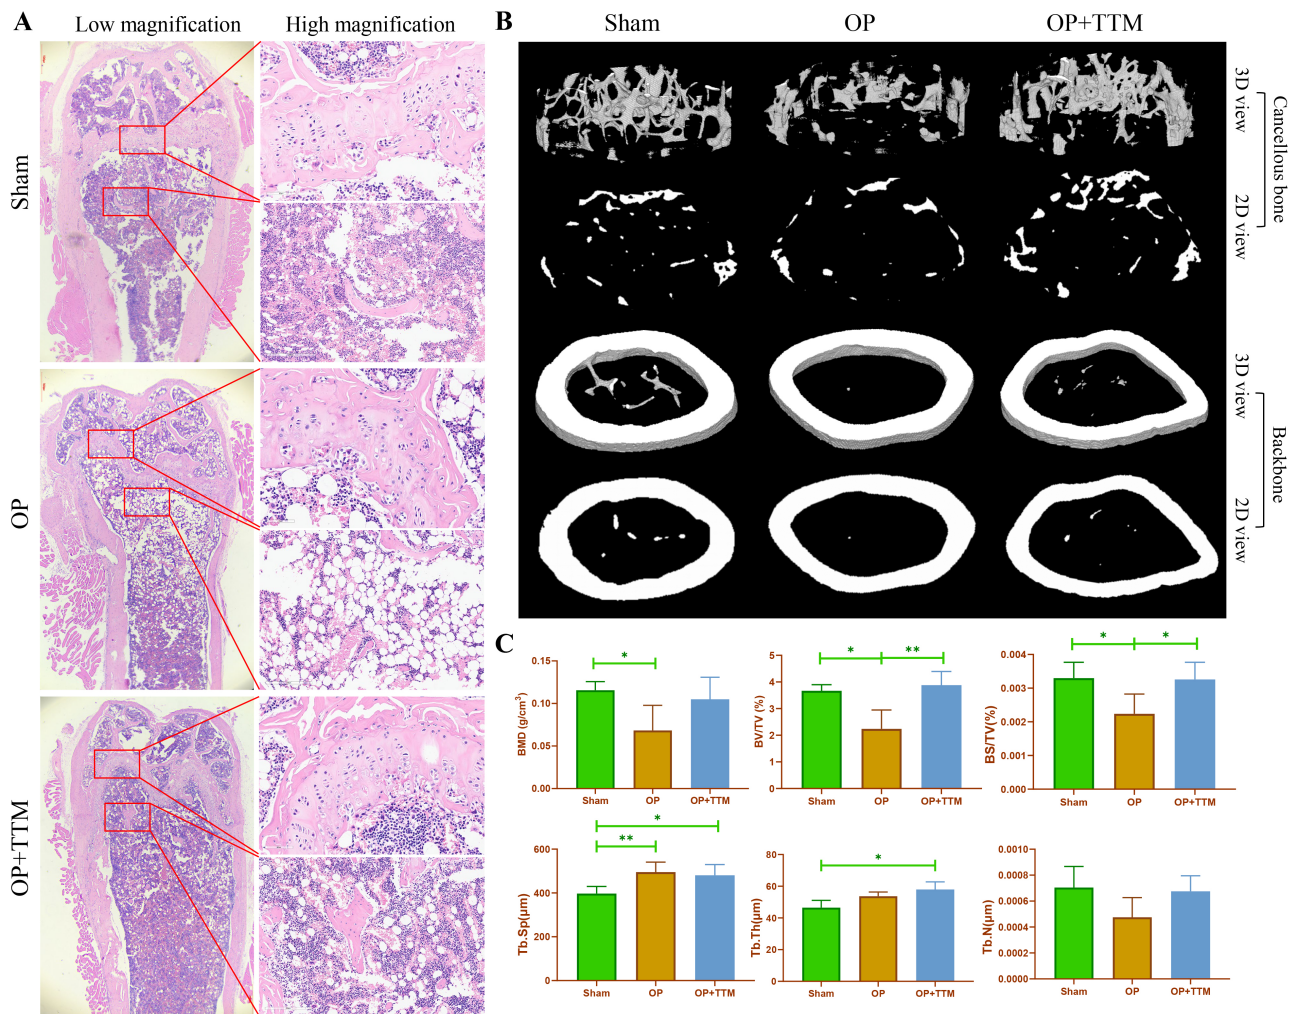 A
Low magnification
High magnification
Sham
OP
OP+TTM
B
Sham
OP
OP+TTM
3D view
2D view
Cancellous bone
3D view
2D view
Backbone
C
*
0.15
0.10
0.05
0.00
BMD (g/cm³)
Sham
OP
OP+TTM
*
**
5
4
3
2
1
0
BV/TV (%)
Sham
OP
OP+TTM
*
*
0.004
0.003
0.002
0.001
0.000
BS/TV(%)
Sham
OP
OP+TTM
*
**
600
400
200
0
Tb.Sp(μm)
Sham
OP
OP+TTM
*
80
60
40
20
0
Tb.Th(μm)
Sham
OP
OP+TTM
0.0010
0.0008
0.0006
0.0004
0.0002
0.0000
Tb.N(μm)
Sham
OP
OP+TTM